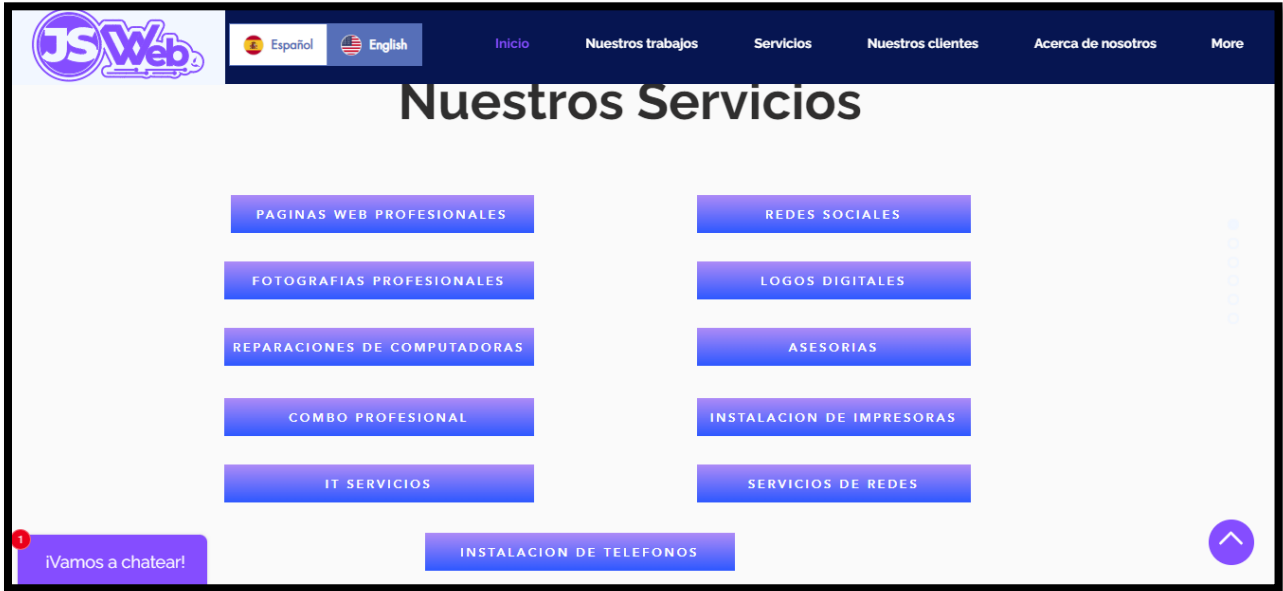 JSWeb
Español English Inicio Nuestros trabajos Servicios Nuestros clientes Acerca de nosotros More
Nuestros Servicios
PAGINAS WEB PROFESIONALES
REDES SOCIALES
FOTOGRAFIAS PROFESIONALES
LOGOS DIGITALES
REPARACIONES DE COMPUTADORAS
ASESORIAS
COMBO PROFESIONAL
INSTALACION DE IMPRESORAS
IT SERVICIOS
SERVICIOS DE REDES
INSTALACION DE TELEFONOS
1
¡Vamos a chatear!